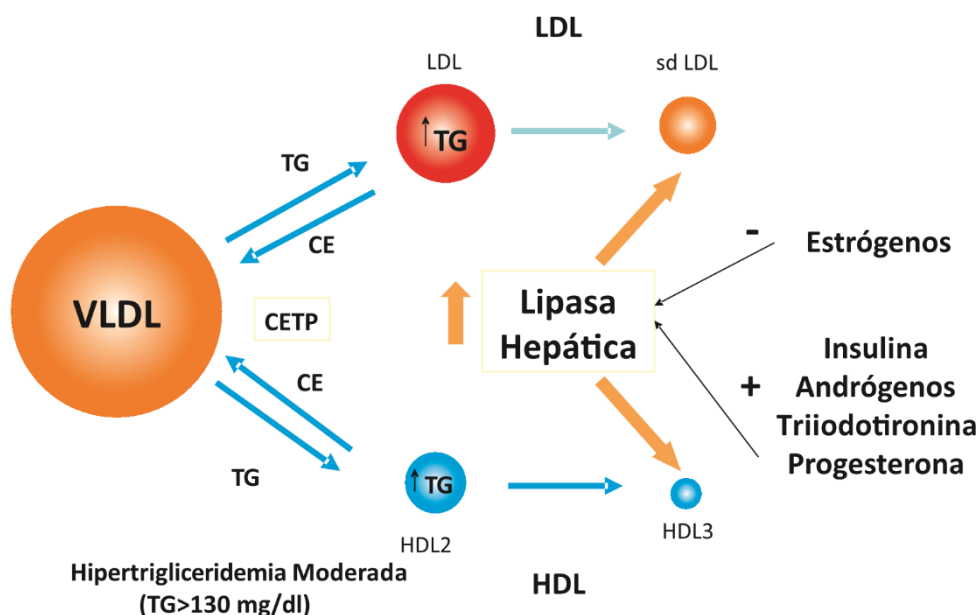 LDL
LDL
sd LDL
↑TG
TG
CE
-
Estrógenos
VLDL
CETP
Lipasa
Hepática
Insulina
+
Andrógenos
Triiodotironina
Progesterona
CE
TG
↑TG
HDL2
HDL3
HDL
Hipertrigliceridemia Moderada
(TG>130 mg/dl)